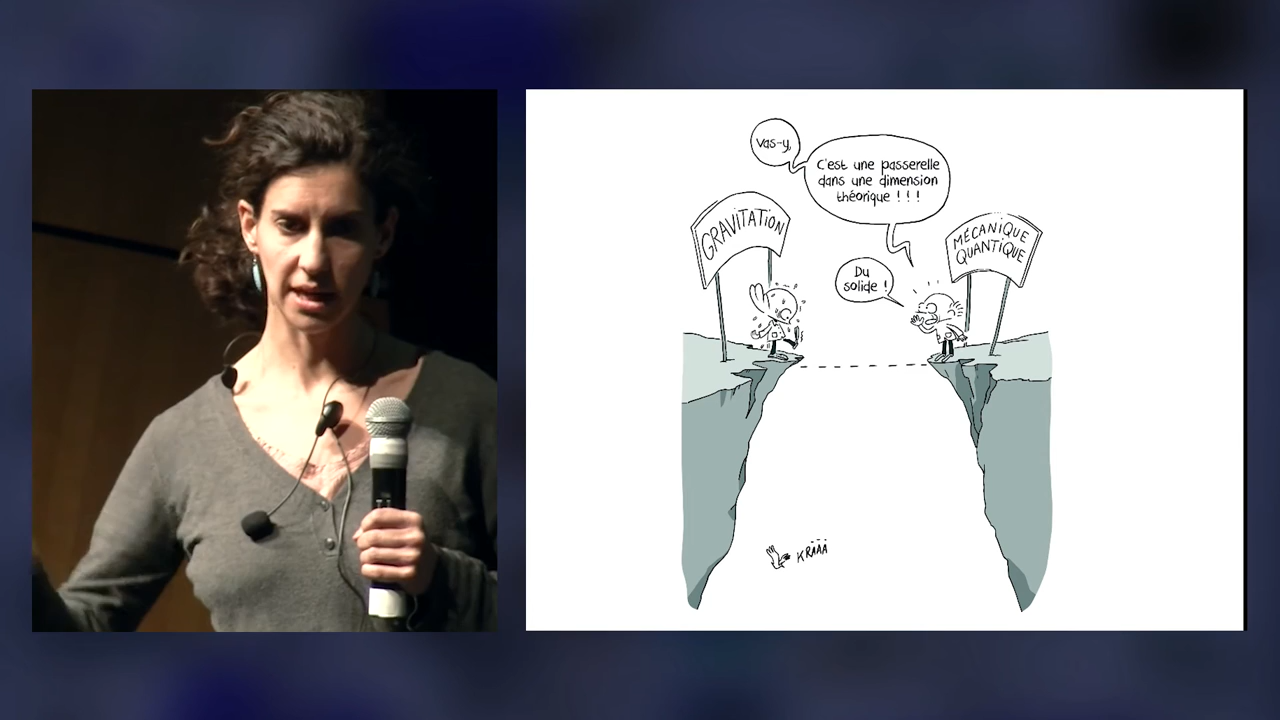 vas-y,
C'est une passerelle
dans une dimension
théorique ! ! !
GRAVITATION
MÉCANIQUE
QUANTIQUE
Du
solide !
KRÄÄÄ